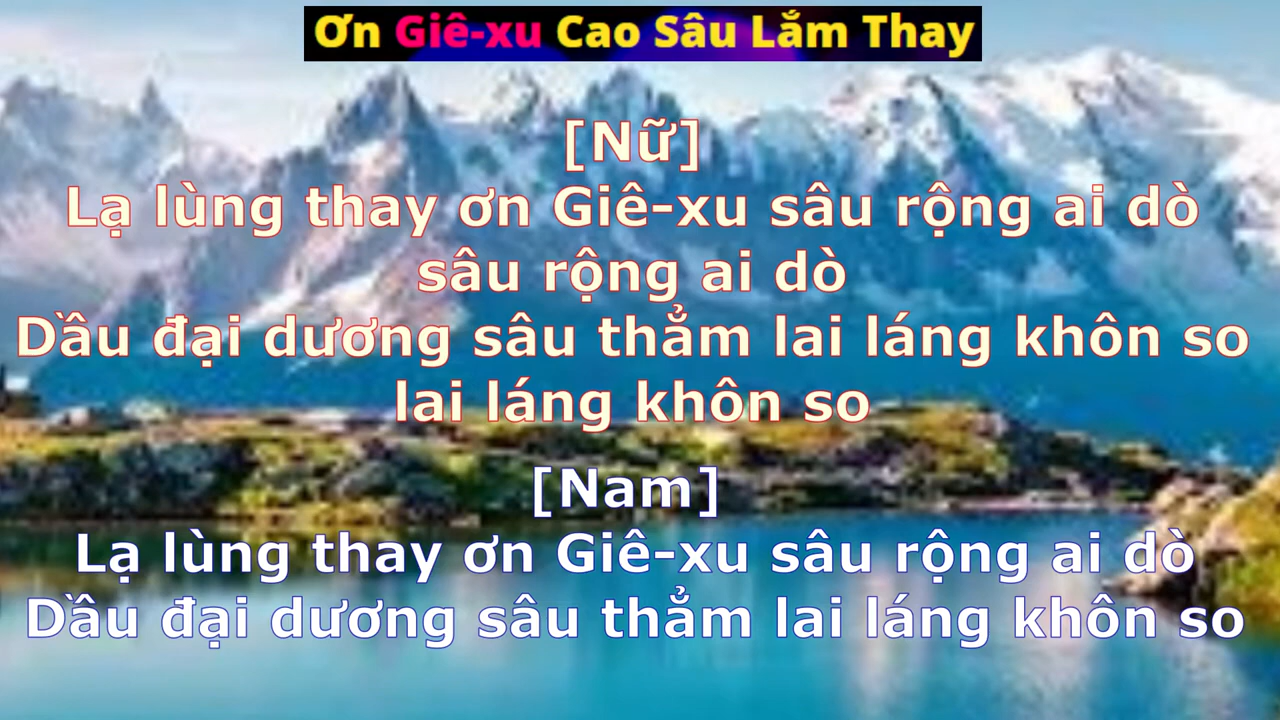 Ơn Giê-xu Cao Sâu Lắm Thay
[Nữ]
Lạ lùng thay ơn Giê-xu sâu rộng ai dò
sâu rộng ai dò
Dầu đại dương sâu thẳm lai láng khôn so
lai láng khôn so
[Nam]
Lạ lùng thay ơn Giê-xu sâu rộng ai dò
Dầu đại dương sâu thẳm lai láng khôn so